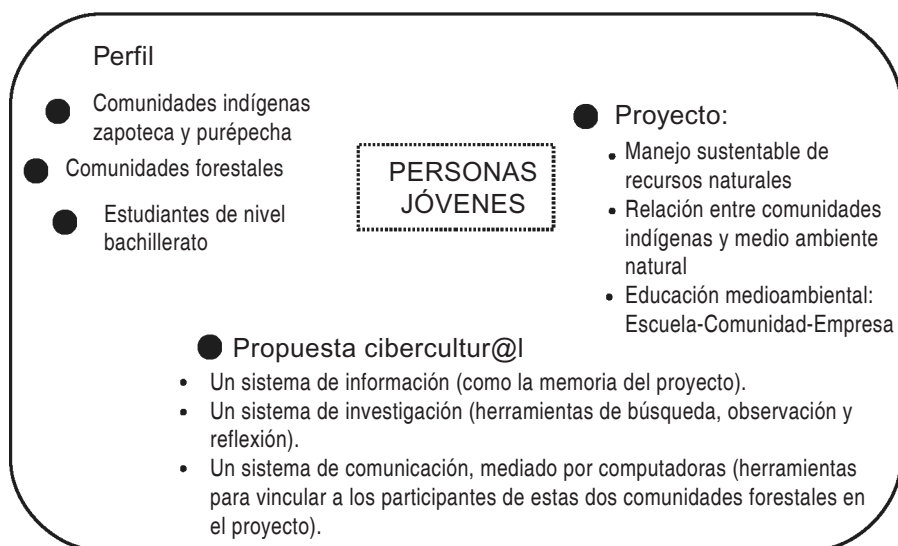 Perfil
Comunidades indígenas
zapoteca y purépecha
Comunidades forestales
Estudiantes de nivel
bachillerato
PERSONAS
JÓVENES
Proyecto:
• Manejo sustentable de
recursos naturales
• Relación entre comunidades
indígenas y medio ambiente
natural
• Educación medioambiental:
Escuela-Comunidad-Empresa
Propuesta cibercultur@l
• Un sistema de información (como la memoria del proyecto).
• Un sistema de investigación (herramientas de búsqueda, observación y
reflexión).
• Un sistema de comunicación, mediado por computadoras (herramientas
para vincular a los participantes de estas dos comunidades forestales en
el proyecto).